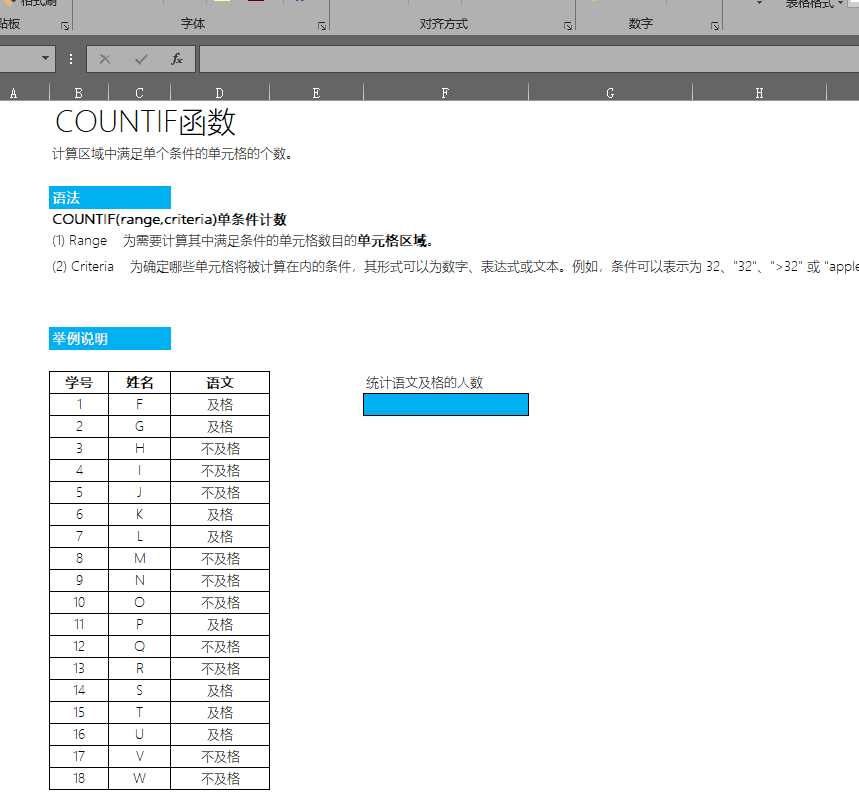 格式刷
表格格式
贴板
字体
对齐方式
数字
fx
A B C D E F G H
COUNTIF函数
计算区域中满足单个条件的单元格的个数。
语法
COUNTIF(range,criteria)单条件计数
(1) Range 为需要计算其中满足条件的单元格数目的单元格区域。
(2) Criteria 为确定哪些单元格将被计算在内的条件，其形式可以为数字、表达式或文本。例如，条件可以表示为 32、"32"、">32" 或 "apple
举例说明
学号 姓名 语文
统计语文及格的人数
1 F 及格
2 G 及格
3 H 不及格
4 I 不及格
5 J 不及格
6 K 及格
7 L 及格
8 M 不及格
9 N 不及格
10 O 不及格
11 P 及格
12 Q 不及格
13 R 不及格
14 S 及格
15 T 及格
16 U 及格
17 V 不及格
18 W 不及格